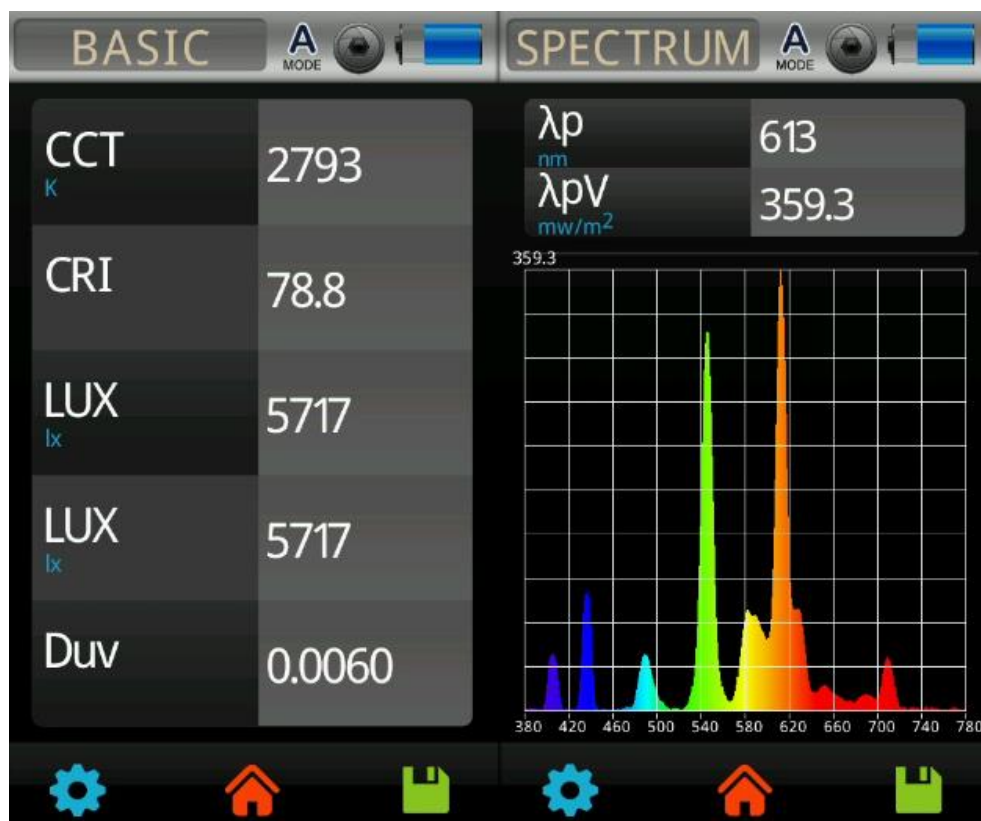 BASIC
A
MODE
CCT
K
2793
CRI
78.8
LUX
lx
5717
LUX
lx
5717
Duv
0.0060
SPECTRUM
A
MODE
λp
nm
613
λpV
mw/m²
359.3
359.3
380 420 460 500 540 580 620 660 700 740 780